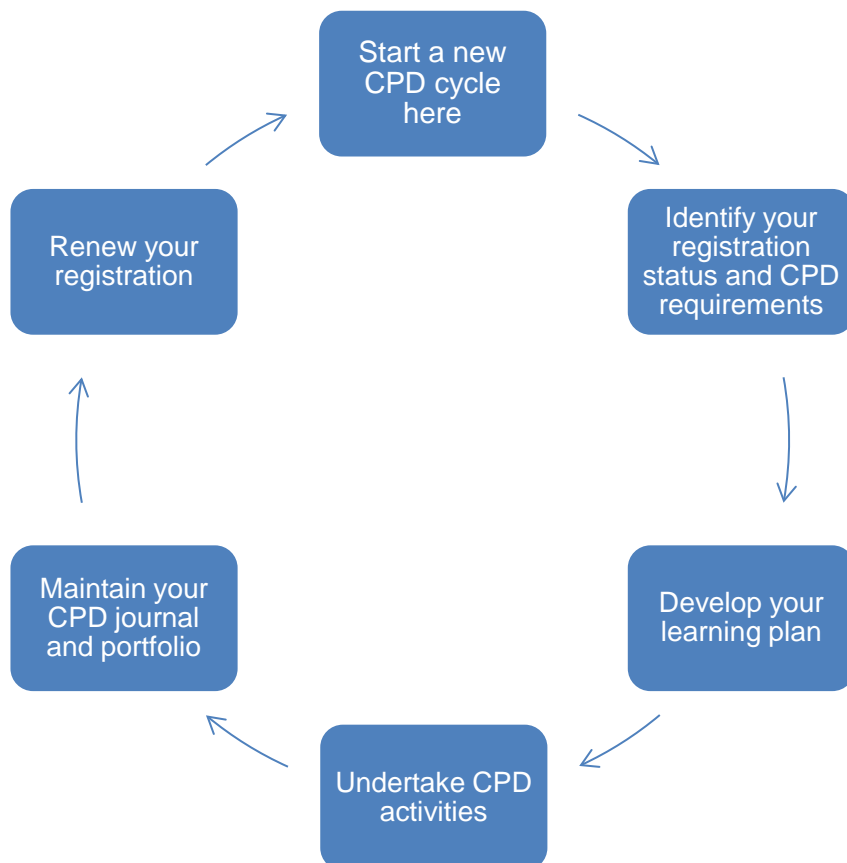 Start a new
CPD cycle
here
Identify your
registration
status and CPD
requirements
Develop your
learning plan
Undertake CPD
activities
Maintain your
CPD journal
and portfolio
Renew your
registration